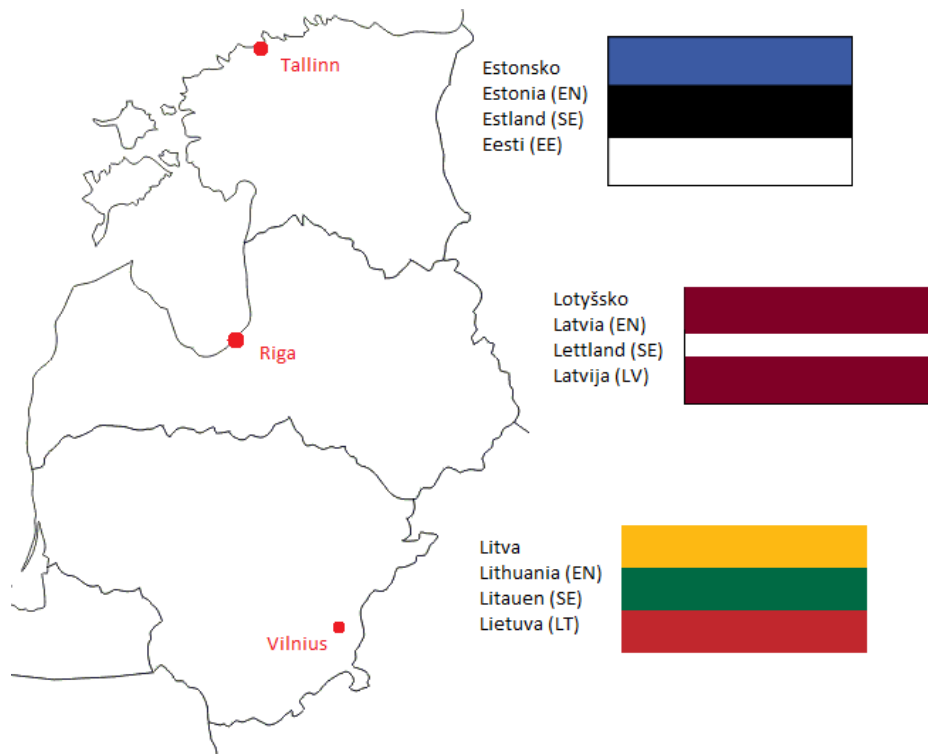 Tallinn
Estonsko
Estonia (EN)
Estland (SE)
Eesti (EE)
Riga
Lotyšsko
Latvia (EN)
Lettland (SE)
Latvija (LV)
Litva
Lithuania (EN)
Litauen (SE)
Lietuva (LT)
Vilnius